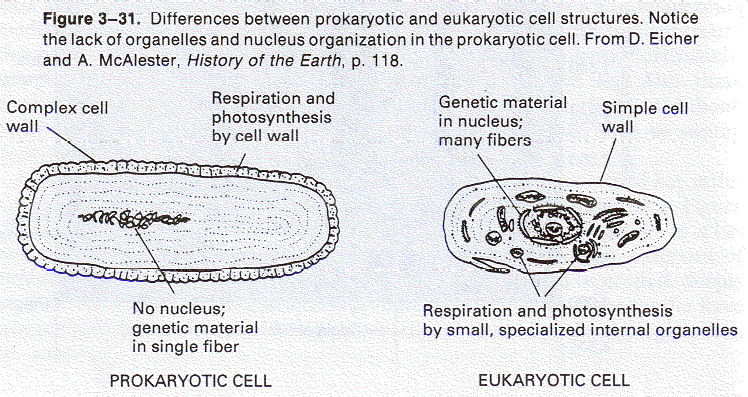 Figure 3–31. Differences between prokaryotic and eukaryotic cell structures. Notice
the lack of organelles and nucleus organization in the prokaryotic cell. From D. Eicher
and A. McAlester, History of the Earth, p. 118.
Complex cell
wall
Respiration and
photosynthesis
by cell wall
No nucleus;
genetic material
in single fiber
PROKARYOTIC CELL
Genetic material
in nucleus;
many fibers
Simple cell
wall
Respiration and photosynthesis
by small, specialized internal organelles
EUKARYOTIC CELL